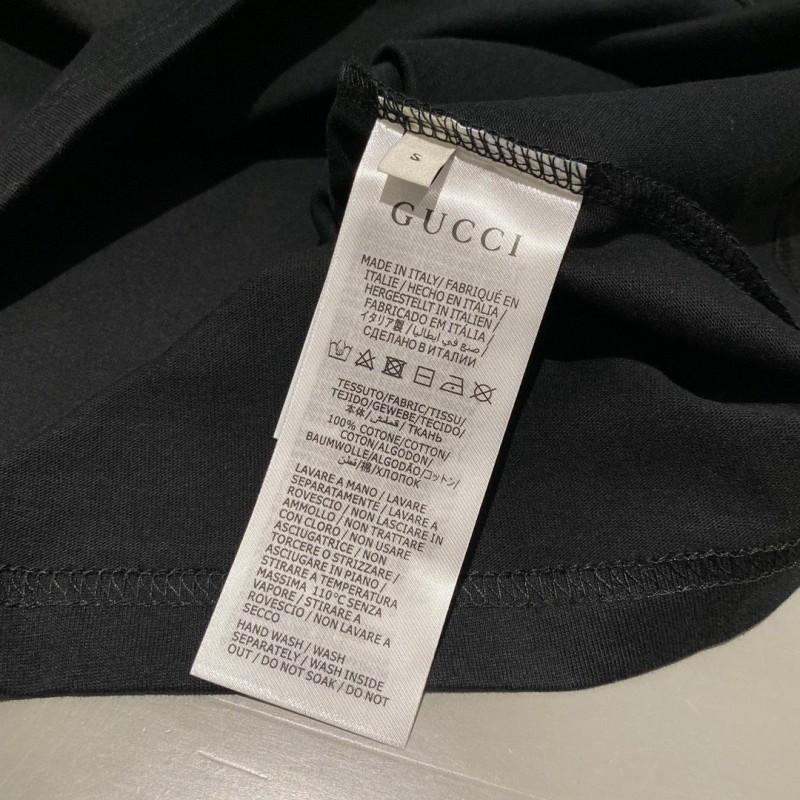 S
GUCCI
MADE IN ITALY/ FABRIQUÉ EN
ITALIE / HECHO EN ITALIA /
HERGESTELLT IN ITALIEN /
FABRICADO EM ITÁLIA /
イタリア製 / صنع في ايطاليا /
СДЕЛАНО В ИТАЛИИ
TESSUTO/FABRIC/TISSU/
TEJIDO/GEWEBE/TECIDO/
本体/ قطش / ТКАНЬ
100% COTONE/COTTON/
COTON/ALGODON/
BAUMWOLLE/ALGODÃO/コットン/
قطن/棉/ХЛОПОК
LAVARE A MANO / LAVARE
SEPARATAMENTE / LAVARE A
ROVESCIO / NON LASCIARE IN
AMMOLLO / NON TRATTARE
CON CLORO / NON USARE
ASCIUGATRICE / NON
TORCERE O STRIZZARE /
ASCIUGARE IN PIANO /
STIRARE A TEMPERATURA
MASSIMA 110°C SENZA
VAPORE / STIRARE A
ROVESCIO / NON LAVARE A
SECCO
HAND WASH / WASH
SEPARATELY / WASH INSIDE
OUT / DO NOT SOAK / DO NOT